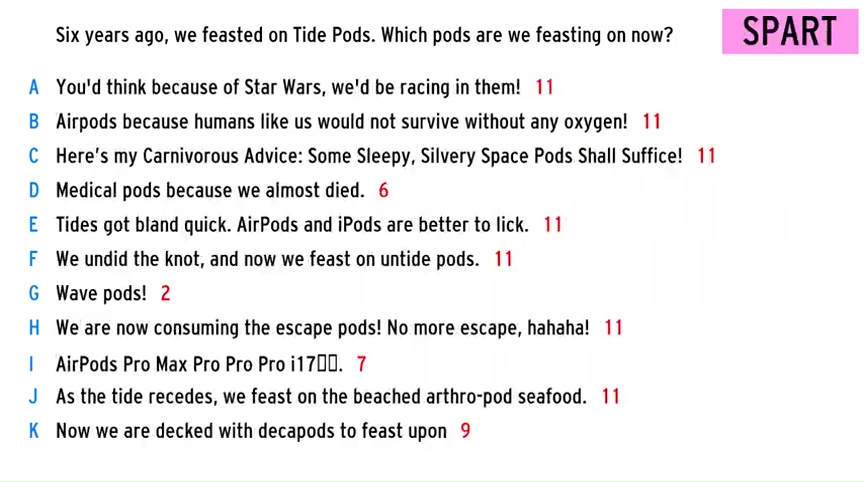 Six years ago, we feasted on Tide Pods. Which pods are we feasting on now?
SPART
A You'd think because of Star Wars, we'd be racing in them! 11
B Airpods because humans like us would not survive without any oxygen! 11
C Here's my Carnivorous Advice: Some Sleepy, Silvery Space Pods Shall Suffice! 11
D Medical pods because we almost died. 6
E Tides got bland quick. AirPods and iPods are better to lick. 11
F We undid the knot, and now we feast on untide pods. 11
G Wave pods! 2
H We are now consuming the escape pods! No more escape, hahaha! 11
I AirPods Pro Max Pro Pro Pro i17▯▯. 7
J As the tide recedes, we feast on the beached arthro-pod seafood. 11
K Now we are decked with decapods to feast upon 9